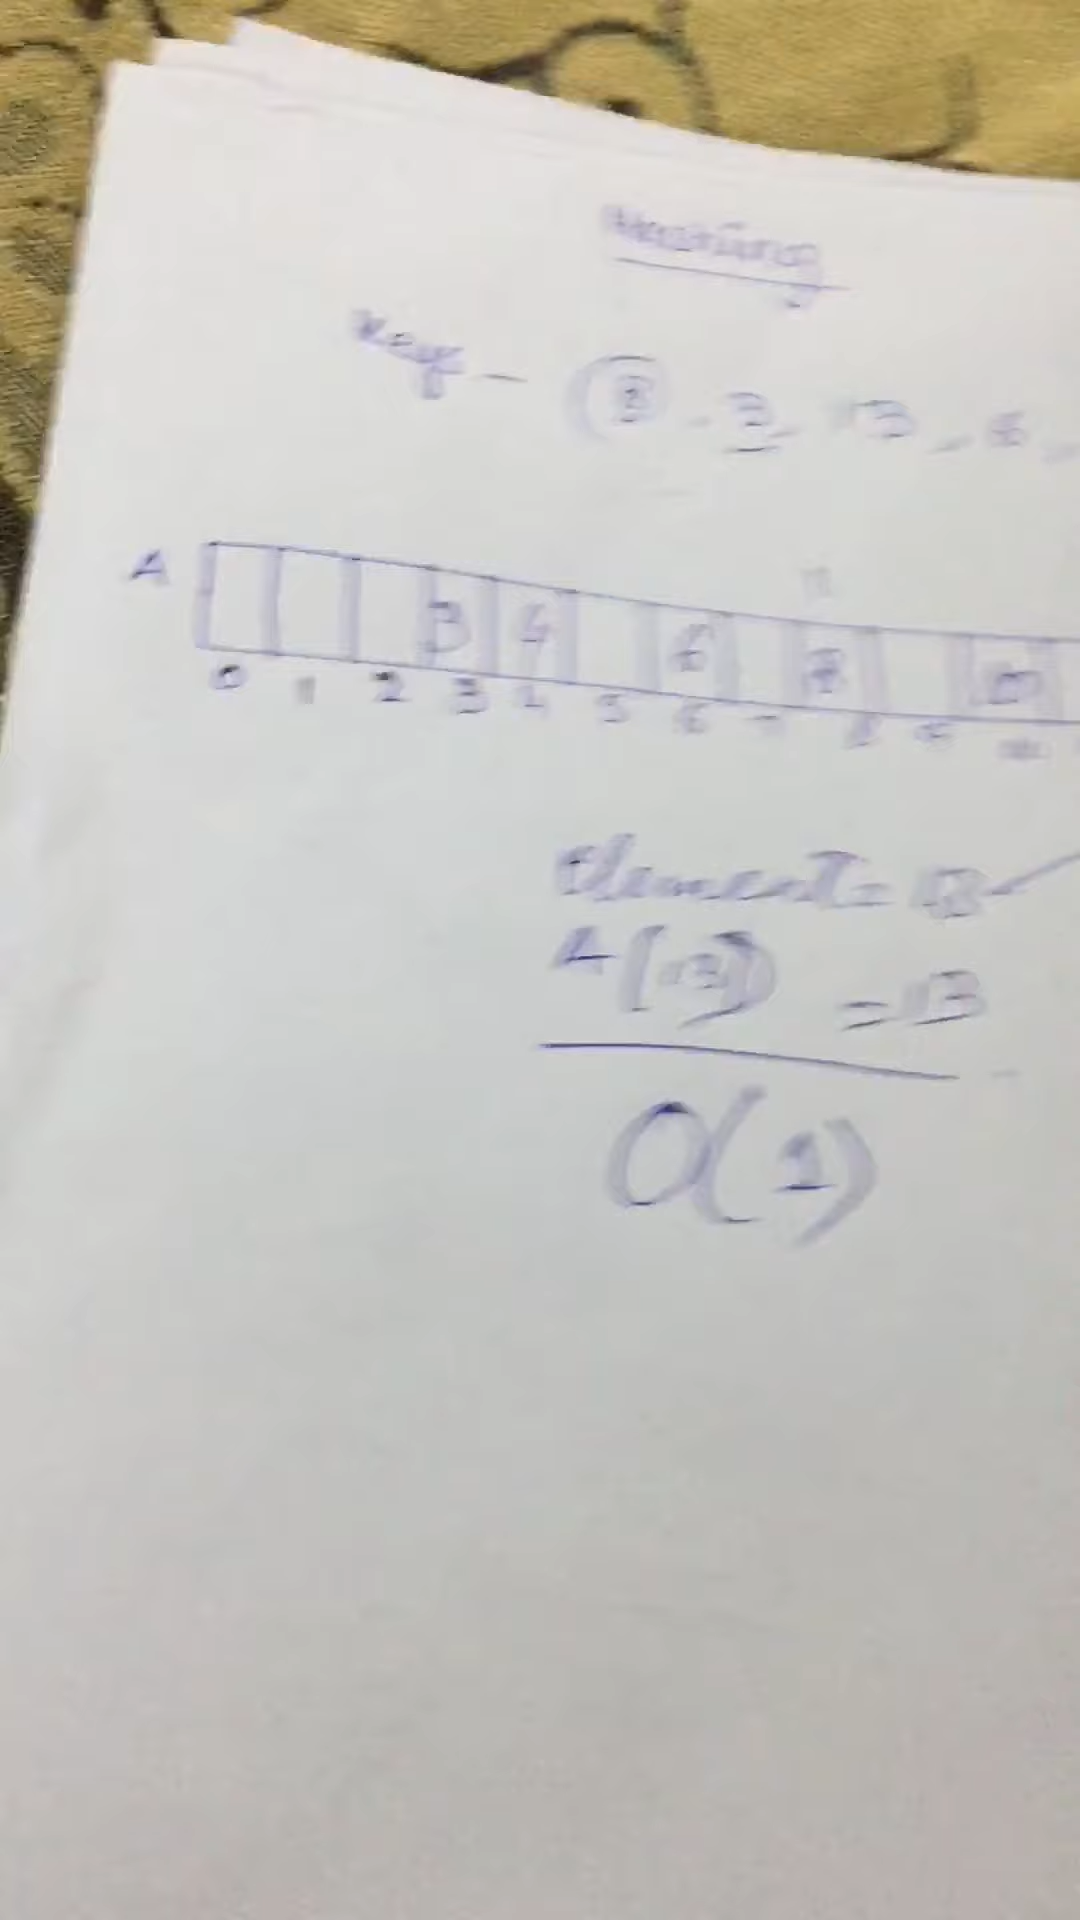 Hashing
Key - 8 - 3 - 13 - 6 -
A
3 4 6 8 10
0 1 2 3 4 5 6 7 8 9 10
Element = 13
A[13] = 13
O(1)